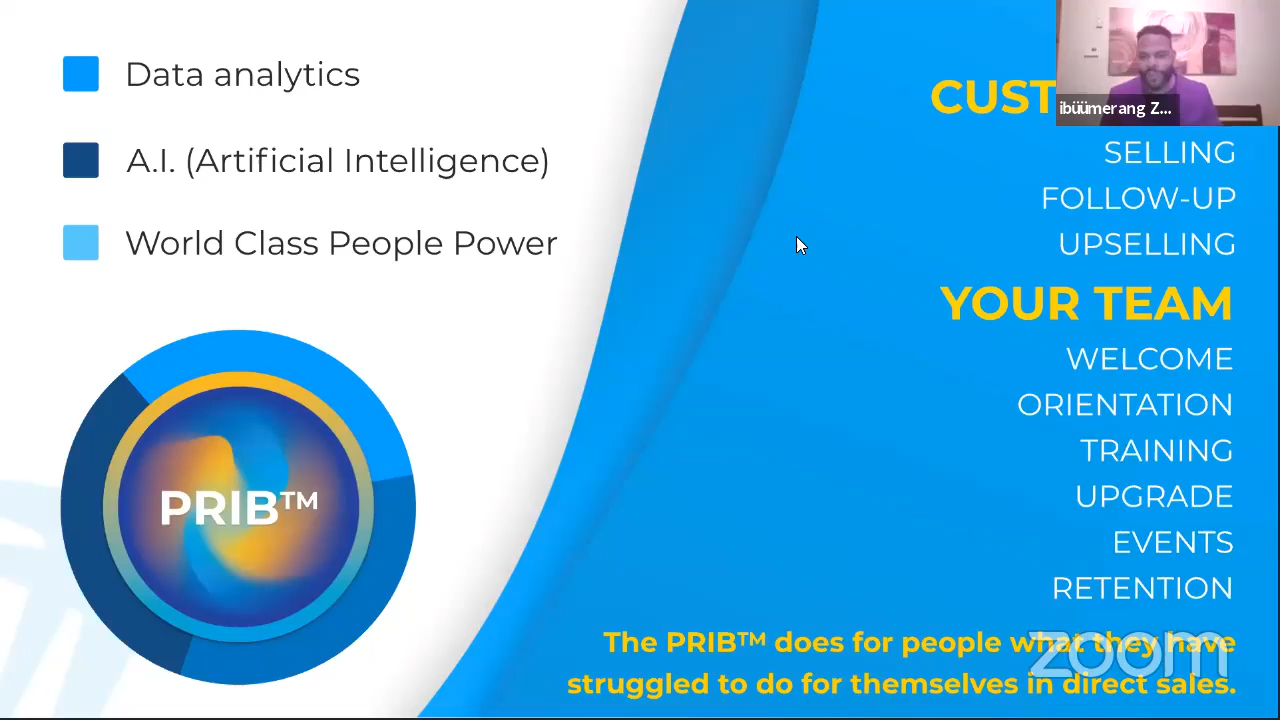 Data analytics
A.I. (Artificial Intelligence)
World Class People Power
PRIB™
CUST
ibüümerang Z...
SELLING
FOLLOW-UP
UPSELLING
YOUR TEAM
WELCOME
ORIENTATION
TRAINING
UPGRADE
EVENTS
RETENTION
The PRIB™ does for people what they have
struggled to do for themselves in direct sales.
zoom